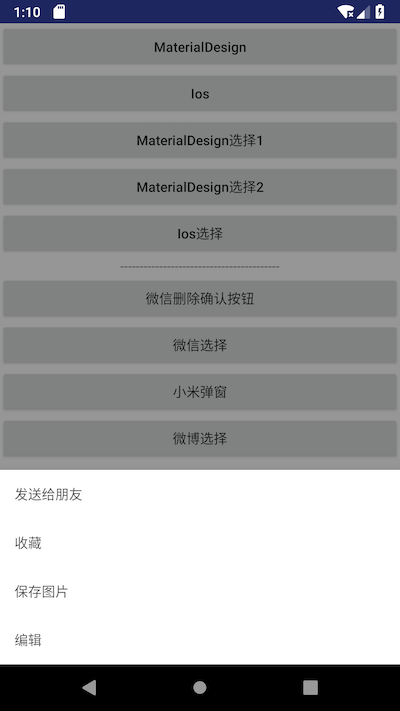 1:10
MaterialDesign
Ios
MaterialDesign选择1
MaterialDesign选择2
Ios选择
----------------------------------------
微信删除确认按钮
微信选择
小米弹窗
微博选择
发送给朋友
收藏
保存图片
编辑